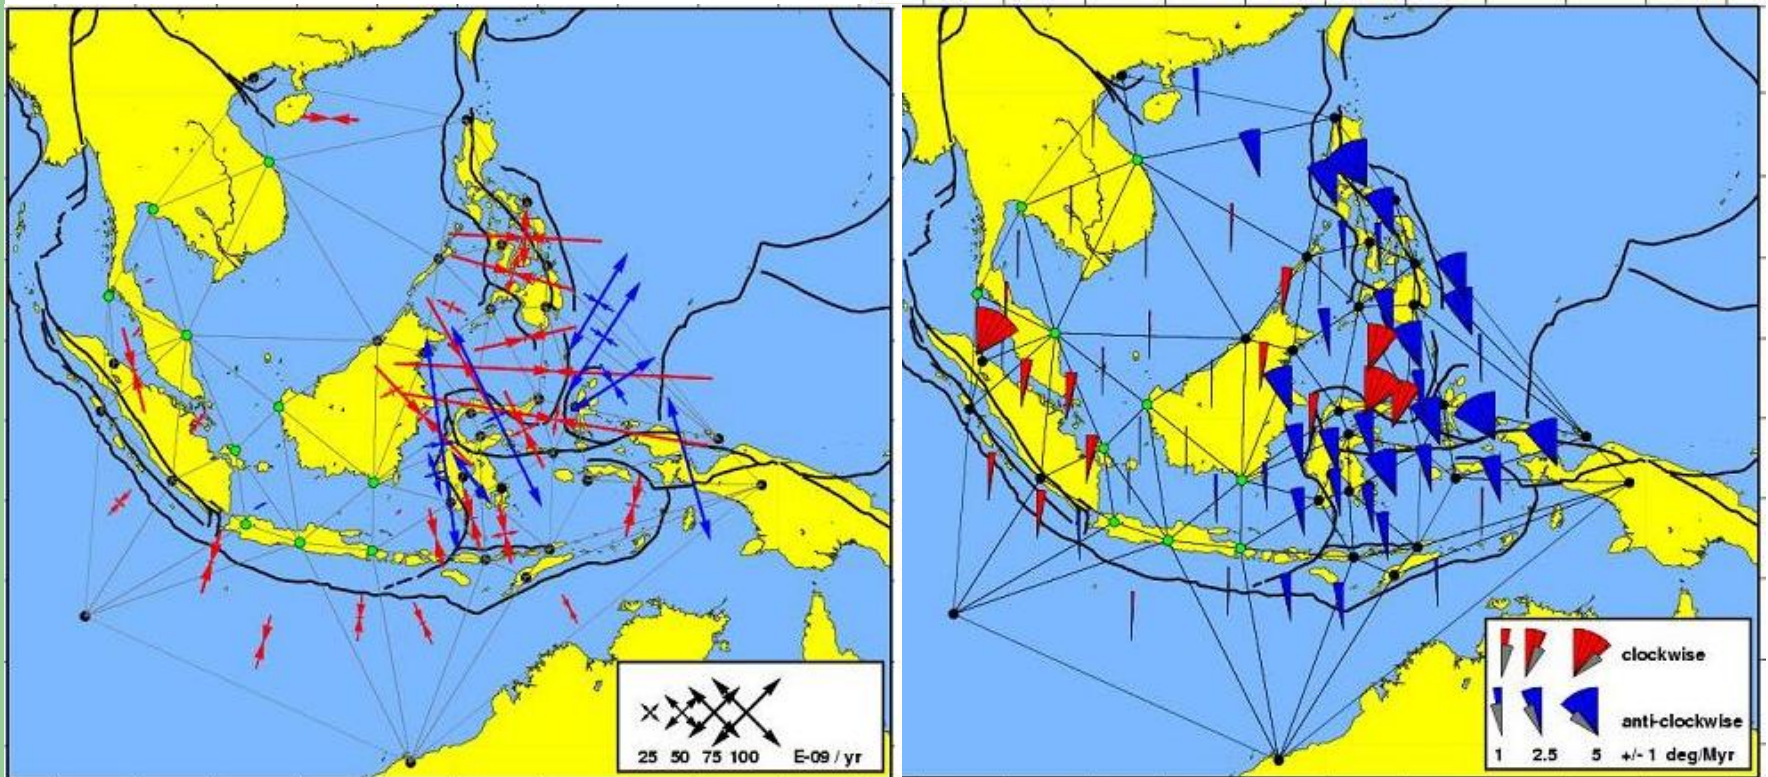 25 50 75 100 E-09 / yr
clockwise
anti-clockwise
1 2.5 5 +/- 1 deg/Myr